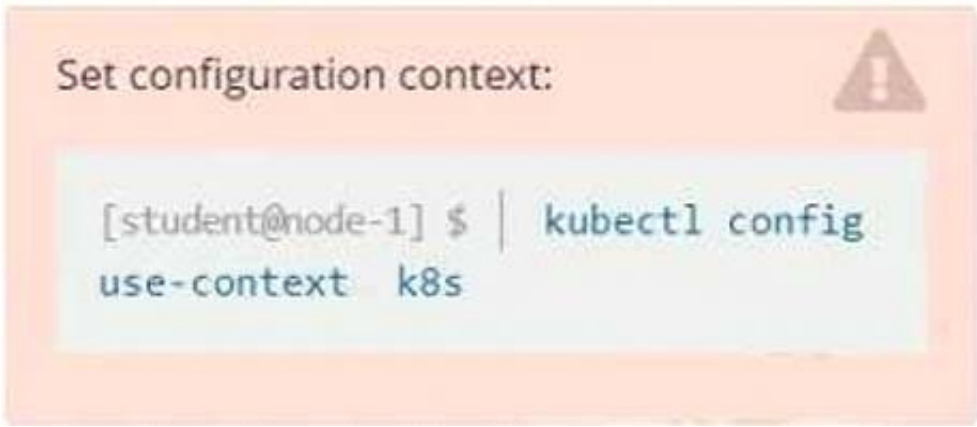 Set configuration context:
[student@node-1] $ | kubectl config
use-context k8s